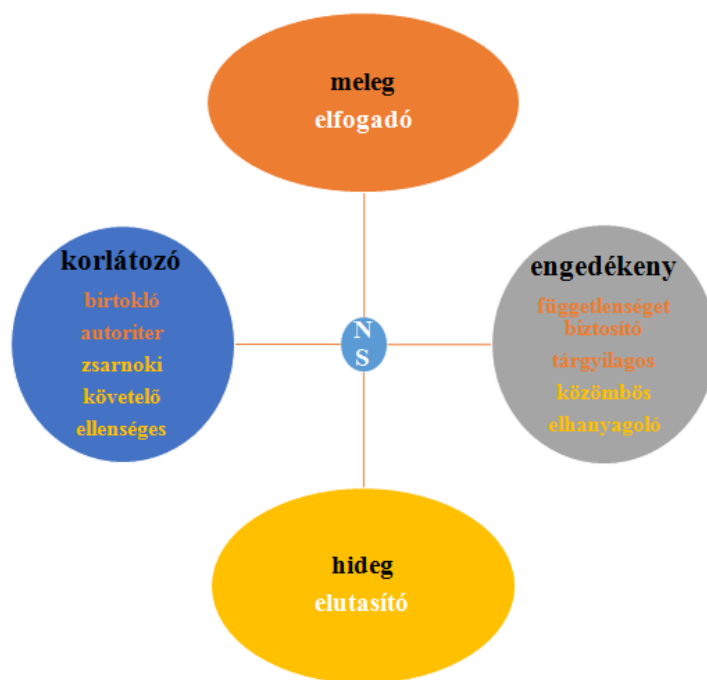 meleg
elfogadó
korlátozó
birtokló
autoriter
zsarnoki
követelő
ellenséges
N
S
engedékeny
függetlenséget
biztosító
tárgyilagos
közömbös
elhanyagoló
hideg
elutasító